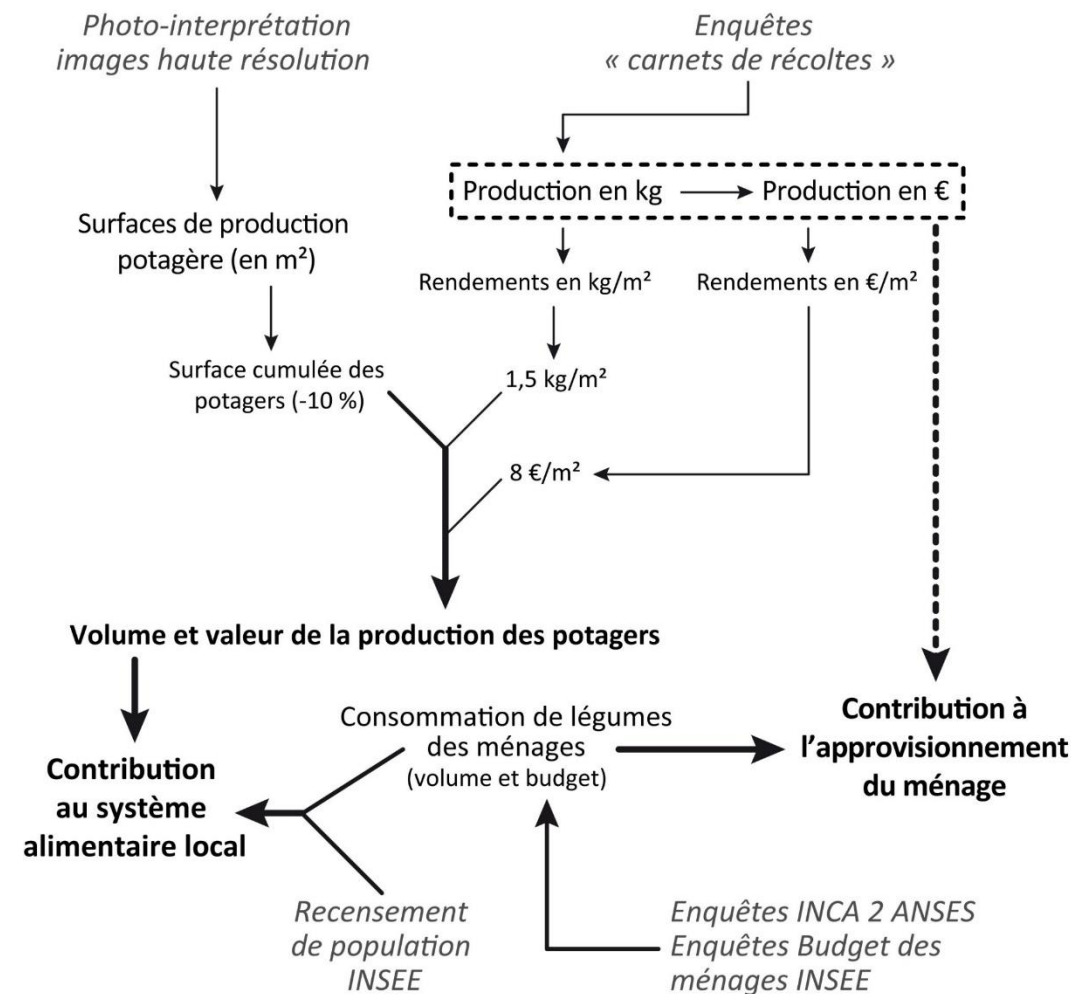 Photo-interprétation
images haute résolution
Enquêtes
« carnets de récoltes »
Production en kg
Production en €
Surfaces de production
potagère (en m²)
Rendements en kg/m²
Rendements en €/m²
Surface cumulée des
potagers (-10 %)
1,5 kg/m²
8 €/m²
Volume et valeur de la production des potagers
Consommation de légumes
des ménages
(volume et budget)
Contribution à
l’approvisionnement
du ménage
Contribution
au système
alimentaire local
Recensement
de population
INSEE
Enquêtes INCA 2 ANSES
Enquêtes Budget des
ménages INSEE